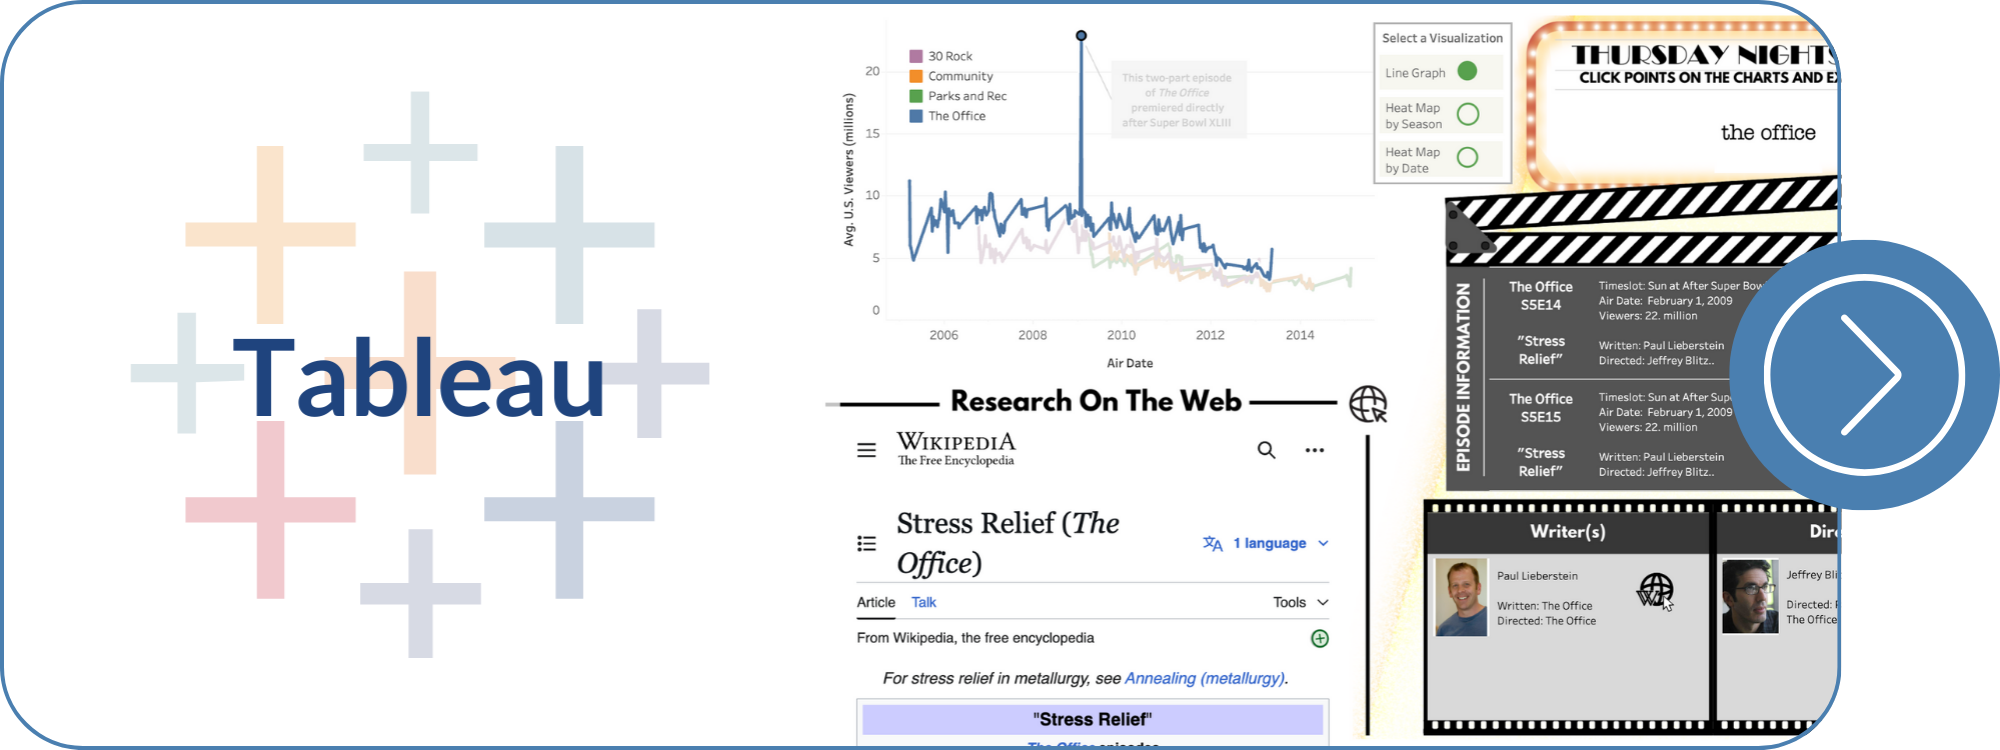 Tableau
30 Rock
Community
Parks and Rec
The Office
This two-part episode
of The Office
premiered directly
after Super Bowl XLIII
20
15
10
5
0
Avg. U.S. Viewers (millions)
2006
2008
2010
2012
2014
Air Date
Select a Visualization
Line Graph
Heat Map
by Season
Heat Map
by Date
THURSDAY NIGHTS
CLICK POINTS ON THE CHARTS AND
the office
EPISODE INFORMATION
The Office
S5E14
Timeslot: Sun at After Super
Air Date: February 1, 2009
Viewers: 22. million
"Stress
Relief"
Written: Paul Lieberstein
Directed: Jeffrey Blitz..
The Office
S5E15
Timeslot: Sun at After
Air Date: February 1, 2009
Viewers: 22. million
"Stress
Relief"
Written: Paul Lieberstein
Directed: Jeffrey Blitz..
Research On The Web
WIKIPEDIA
The Free Encyclopedia
Stress Relief (The
Office)
文A 1 language
Article Talk
Tools
From Wikipedia, the free encyclopedia
For stress relief in metallurgy, see Annealing (metallurgy).
"Stress Relief"
The Office episodes
Writer(s)
Paul Lieberstein
Written: The Office
Directed: The Office
W
Jeffrey
Directed:
The Office